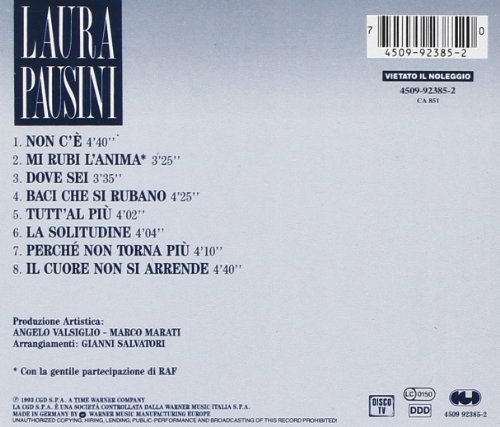 LAURA
PAUSINI
7 0
4509-92385-2
VIETATO IL NOLEGGIO
4509-92385-2
CA 851
1. NON C'È 4'40''
2. MI RUBI L'ANIMA* 3'25''
3. DOVE SEI 3'35''
4. BACI CHE SI RUBANO 4'25''
5. TUTT'AL PIÙ 4'02''
6. LA SOLITUDINE 4'04''
7. PERCHÉ NON TORNA PIÙ 4'10''
8. IL CUORE NON SI ARRENDE 4'40''
Produzione Artistica:
ANGELO VALSIGLIO - MARCO MARATI
Arrangiamenti: GIANNI SALVATORI
* Con la gentile partecipazione di RAF
℗ 1993 CGD S.P.A. A TIME WARNER COMPANY
LA CGD S.P.A. È UNA SOCIETÀ CONTROLLATA DALLA WARNER MUSIC ITALIA S.P.A.
MADE IN GERMANY BY WARNER MUSIC MANUFACTURING EUROPE
UNAUTHORIZED COPYING, HIRING, LENDING, PUBLIC-PERFORMANCE AND BROADCASTING OF THIS RECORD PROHIBITED!
DISCO
TV
LC 0150
DDD
4509 92385-2